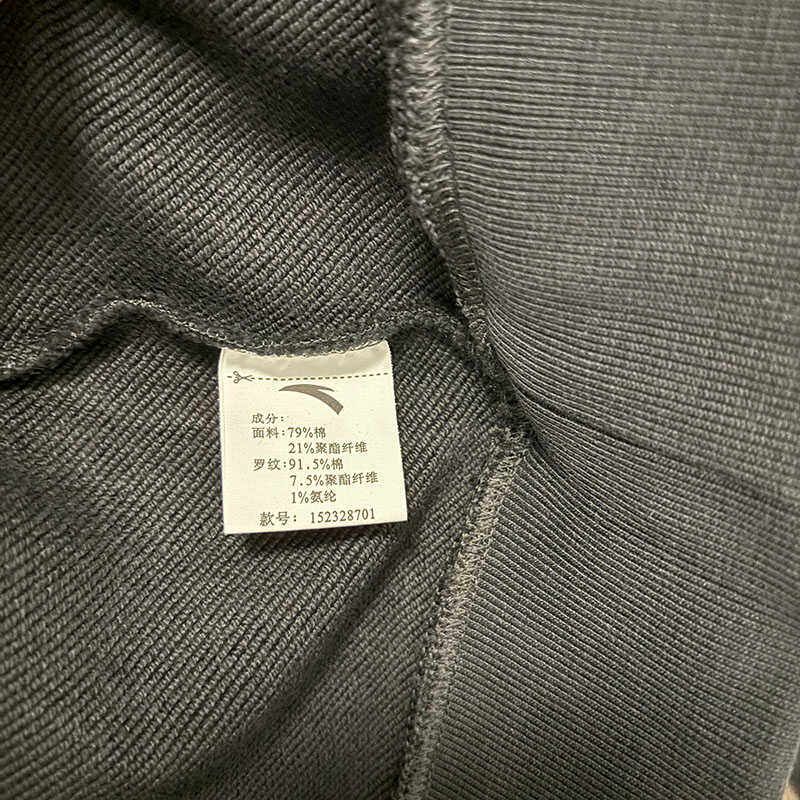 成分:
面料:79%棉
21%聚酯纤维
罗纹:91.5%棉
7.5%聚酯纤维
1%氨纶
款号: 152328701